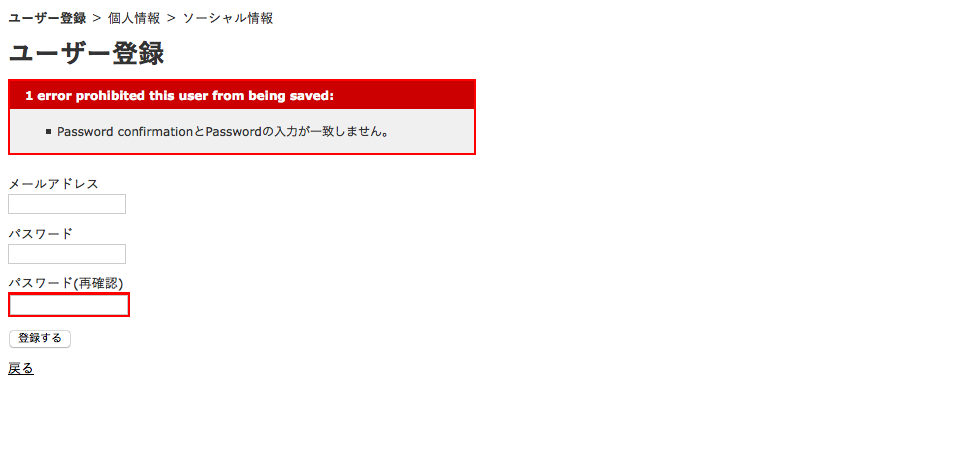 ユーザー登録 > 個人情報 > ソーシャル情報
ユーザー登録
1 error prohibited this user from being saved:
Password confirmationとPasswordの入力が一致しません。
メールアドレス
パスワード
パスワード(再確認)
登録する
戻る